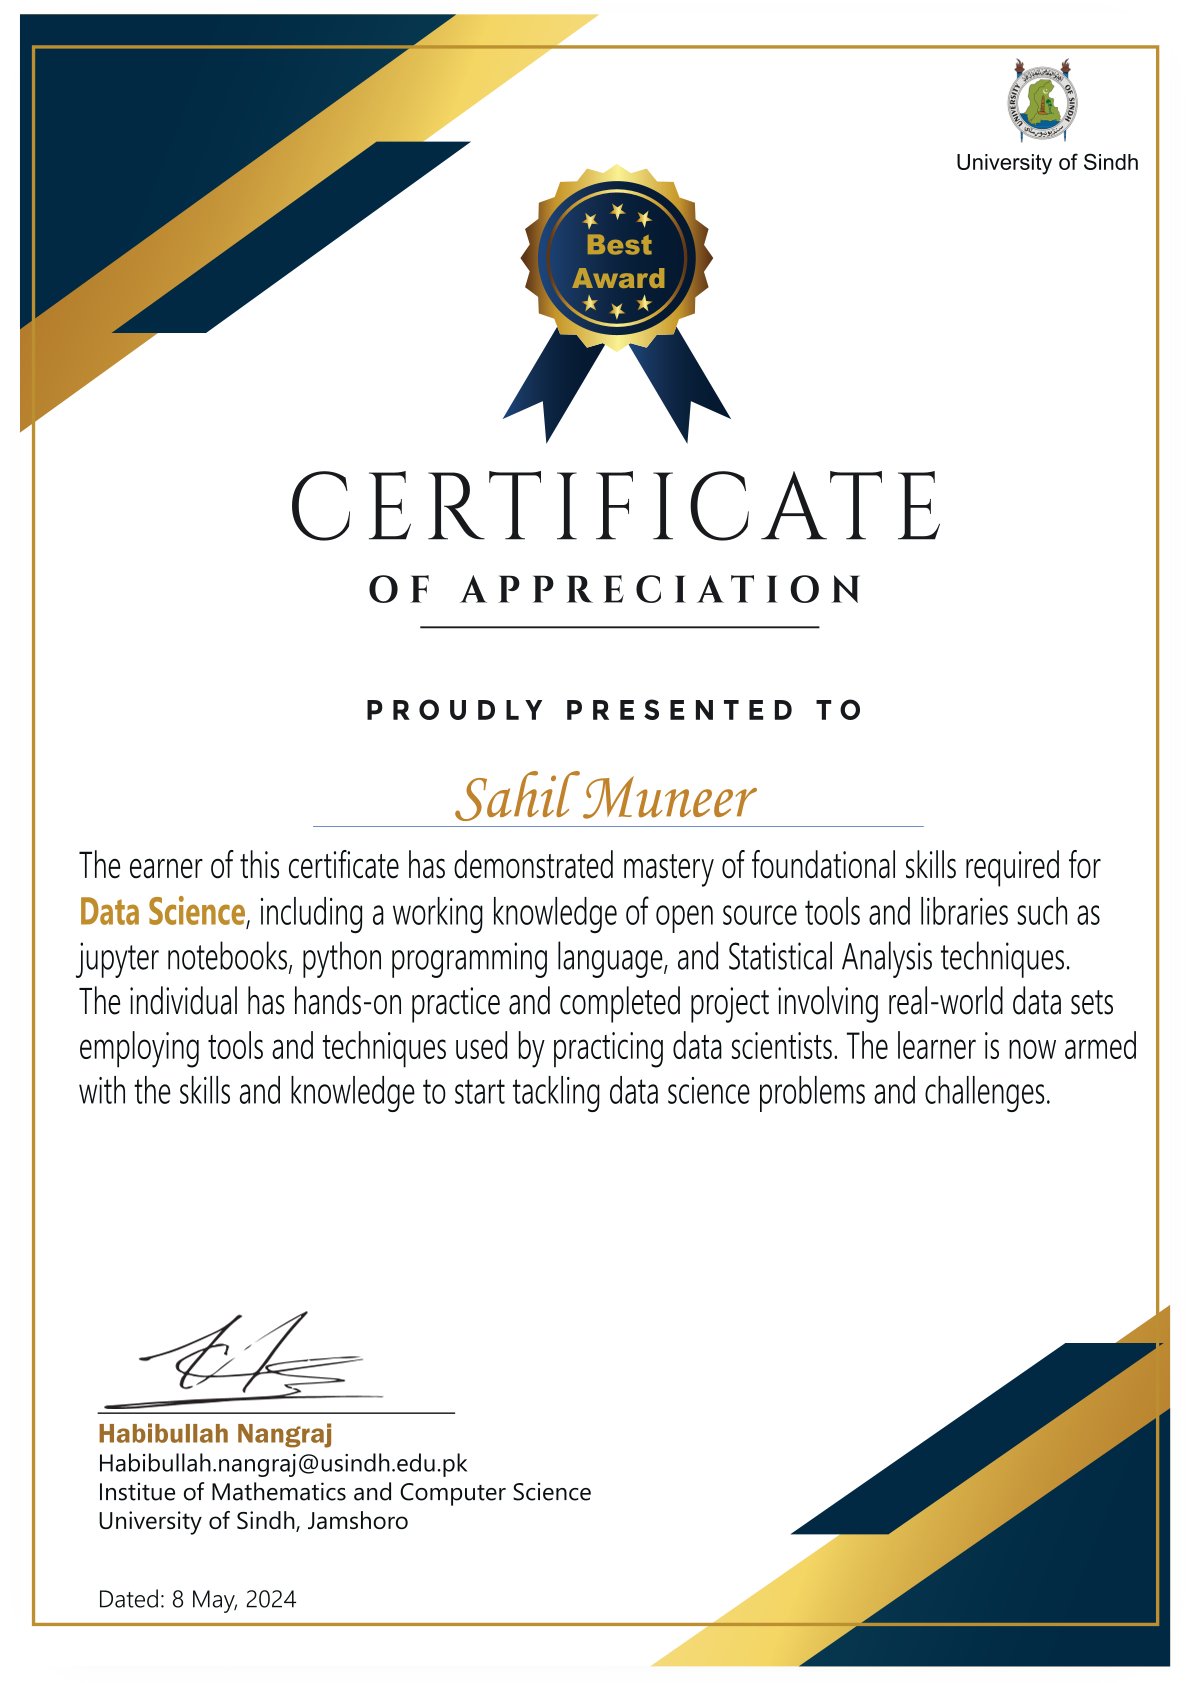 UNIVERSITY OF SINDH
University of Sindh
Best
Award
CERTIFICATE
OF APPRECIATION
PROUDLY PRESENTED TO
Sahil Muneer
The earner of this certificate has demonstrated mastery of foundational skills required for
Data Science, including a working knowledge of open source tools and libraries such as
jupyter notebooks, python programming language, and Statistical Analysis techniques.
The individual has hands-on practice and completed project involving real-world data sets
employing tools and techniques used by practicing data scientists. The learner is now armed
with the skills and knowledge to start tackling data science problems and challenges.
Habibullah Nangraj
Habibullah.nangraj@usindh.edu.pk
Institue of Mathematics and Computer Science
University of Sindh, Jamshoro
Dated: 8 May, 2024